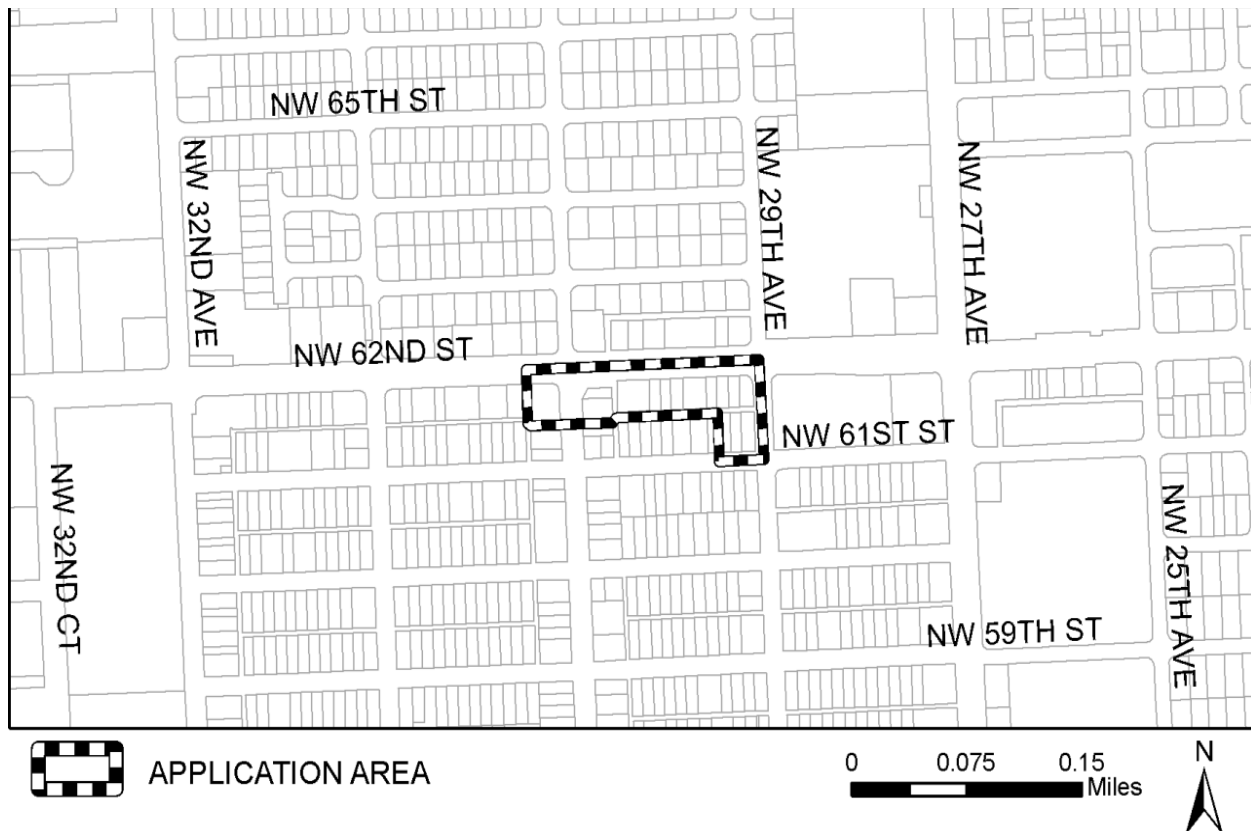 NW 65TH ST
NW 32ND AVE
NW 29TH AVE
NW 27TH AVE
NW 62ND ST
NW 61ST ST
NW 32ND CT
NW 25TH AVE
NW 59TH ST
APPLICATION AREA
0 0.075 0.15
Miles
N